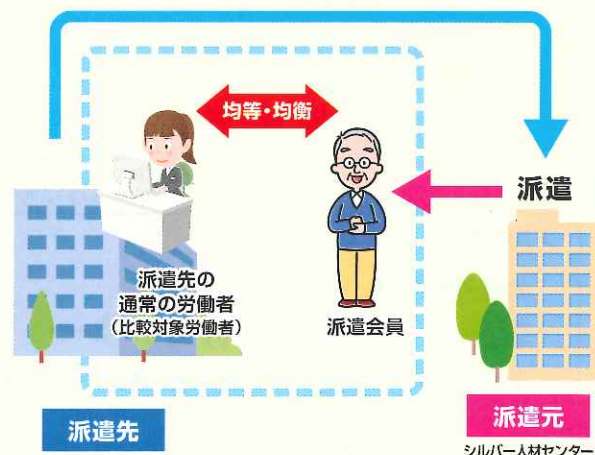 均等・均衡
派遣
派遣先の
通常の労働者
(比較対象労働者)
派遣会員
派遣先
派遣元
シルバー人材センター